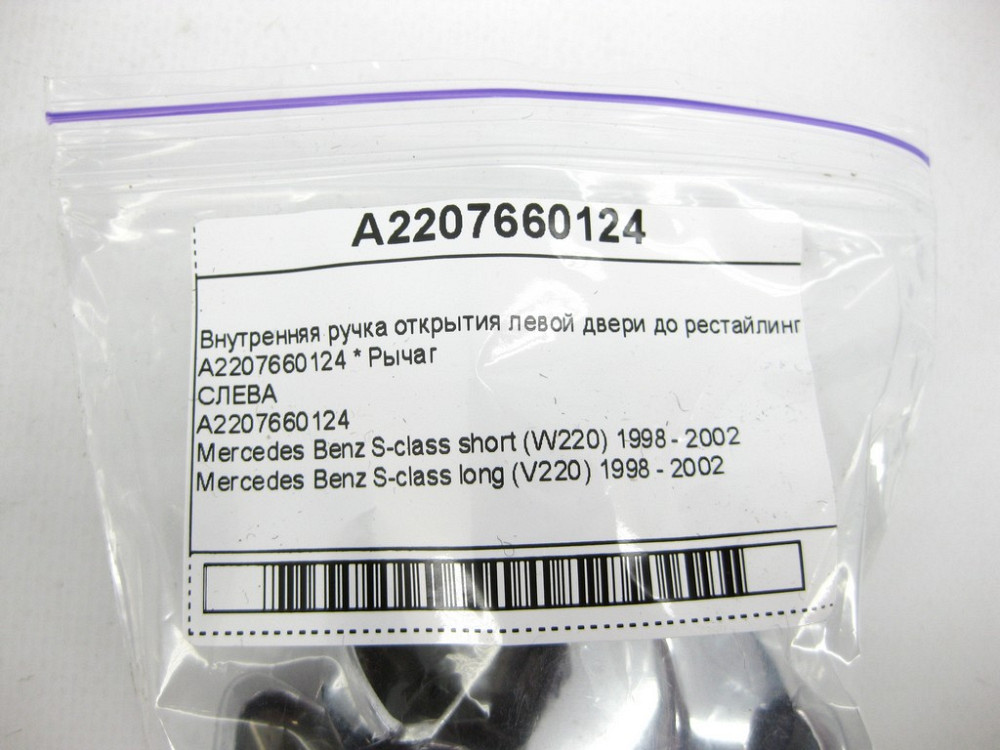 A2207660124
Внутренняя ручка открытия левой двери до рестайлинг
A2207660124 * Рычаг
СЛЕВА
A2207660124
Mercedes Benz S-class short (W220) 1998 - 2002
Mercedes Benz S-class long (V220) 1998 - 2002